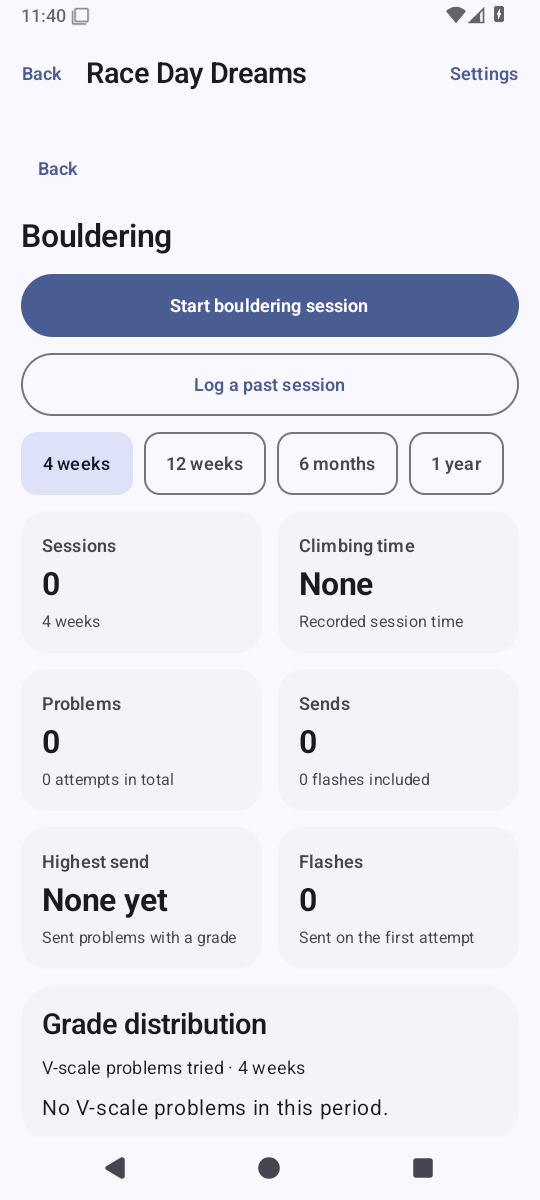 11:40
Back Race Day Dreams Settings
Back
Bouldering
Start bouldering session
Log a past session
4 weeks 12 weeks 6 months 1 year
Sessions
0
4 weeks
Climbing time
None
Recorded session time
Problems
0
0 attempts in total
Sends
0
0 flashes included
Highest send
None yet
Sent problems with a grade
Flashes
0
Sent on the first attempt
Grade distribution
V-scale problems tried · 4 weeks
No V-scale problems in this period.